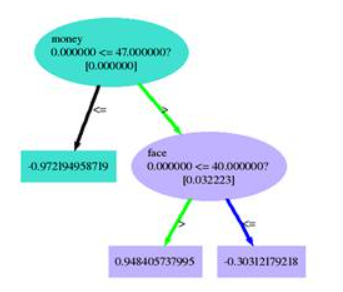 money
0.000000 <= 47.000000?
[0.000000]
<=
>
-0.972194958719
face
0.000000 <= 40.000000?
[0.032223]
>
<=
0.948405737995
-0.30312179218